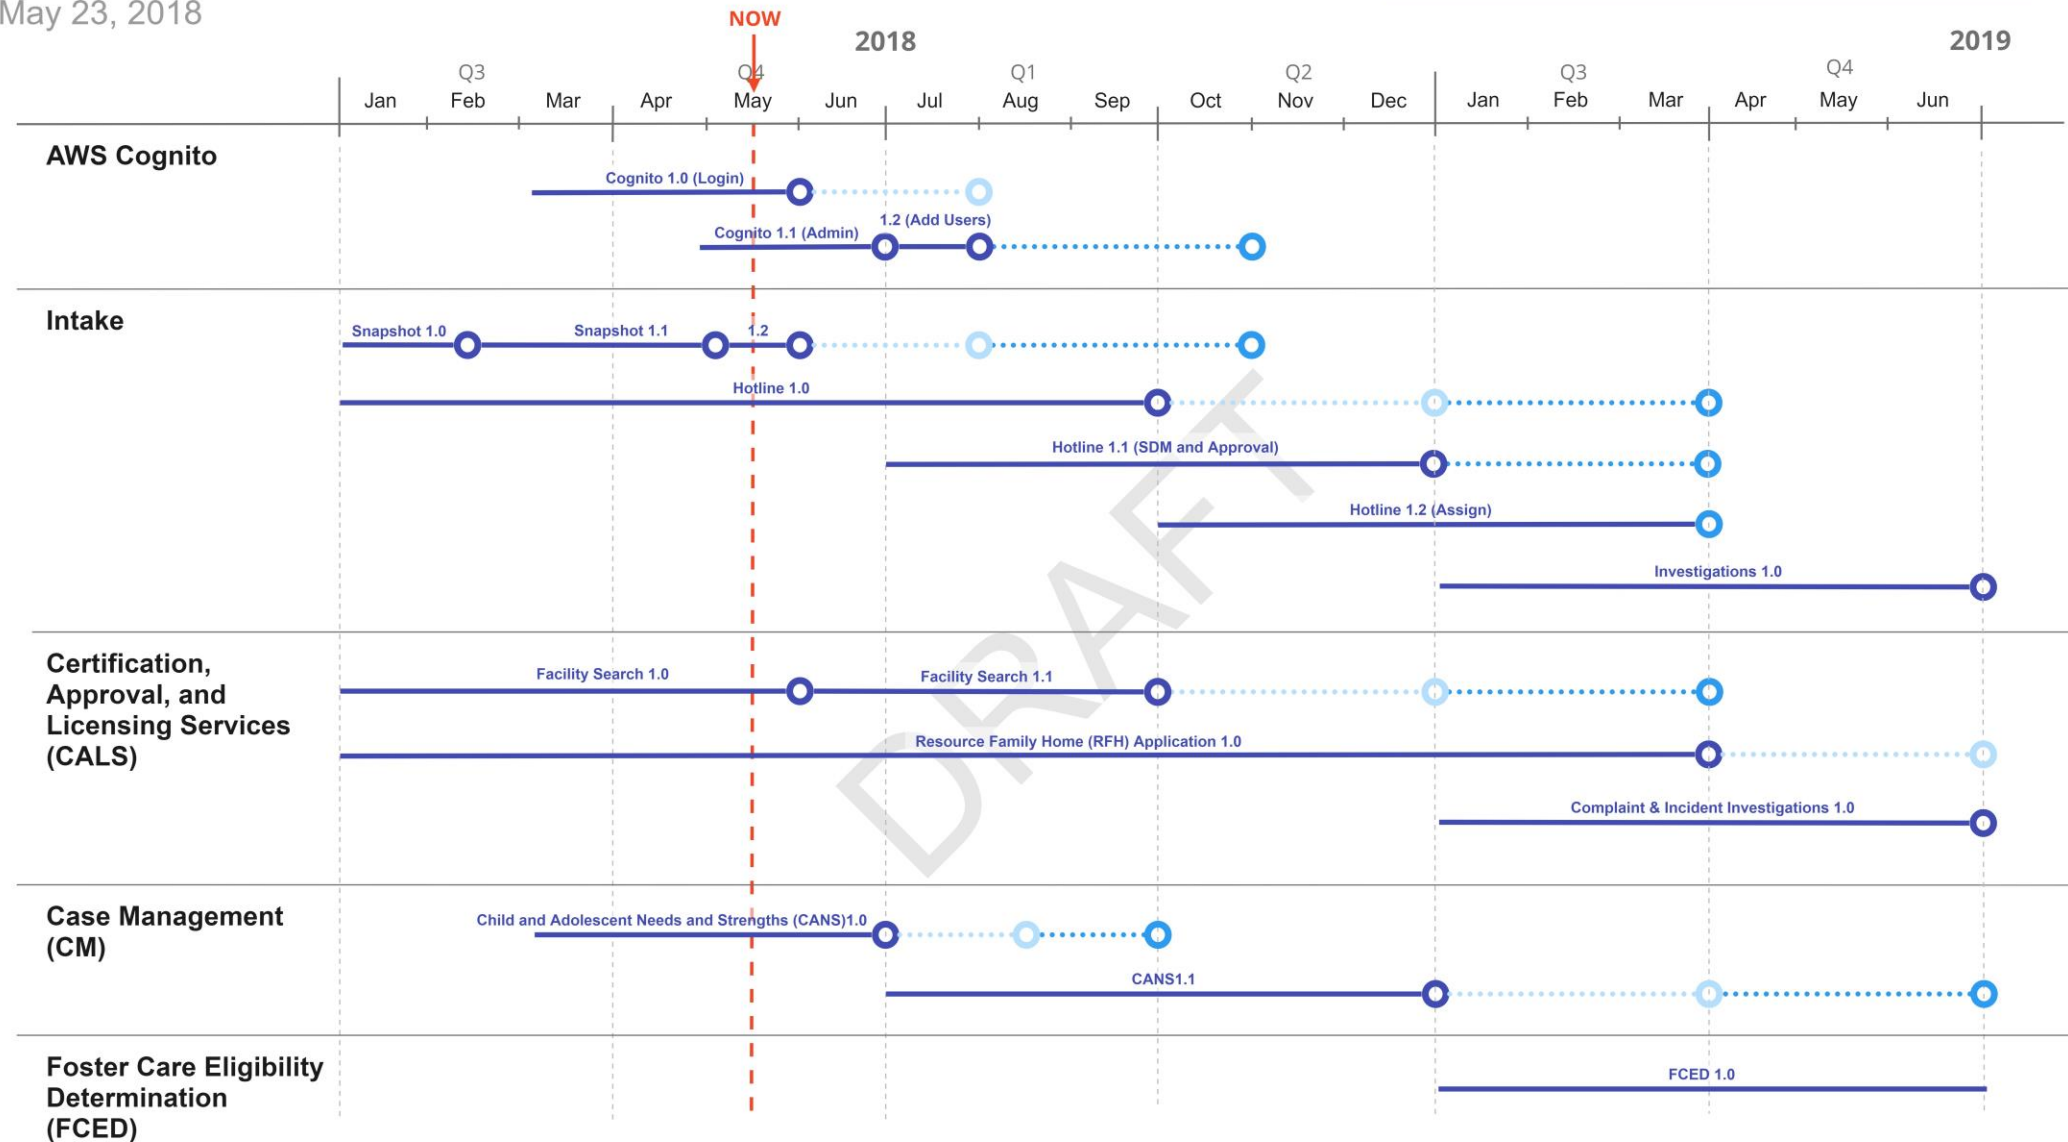 May 23, 2018
NOW
2018
2019
Q3
Q4
Q1
Q2
Q3
Q4
Jan Feb Mar Apr May Jun Jul Aug Sep Oct Nov Dec Jan Feb Mar Apr May Jun
AWS Cognito
Cognito 1.0 (Login)
1.2 (Add Users)
Cognito 1.1 (Admin)
Intake
Snapshot 1.0
Snapshot 1.1
1.2
Hotline 1.0
Hotline 1.1 (SDM and Approval)
Hotline 1.2 (Assign)
Investigations 1.0
DRAFT
Certification,
Approval, and
Licensing Services
(CALS)
Facility Search 1.0
Facility Search 1.1
Resource Family Home (RFH) Application 1.0
Complaint & Incident Investigations 1.0
Case Management
(CM)
Child and Adolescent Needs and Strengths (CANS)1.0
CANS1.1
Foster Care Eligibility
Determination
(FCED)
FCED 1.0